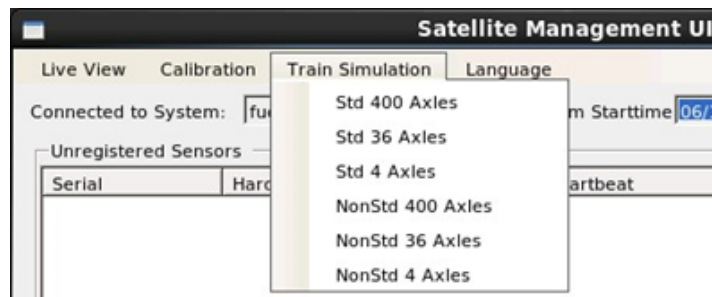 Satellite Management UI
Live View Calibration Train Simulation Language
Connected to System: m Starttime 06/
Std 400 Axles
Std 36 Axles
Std 4 Axles
NonStd 400 Axles
NonStd 36 Axles
NonStd 4 Axles
Unregistered Sensors
Serial Hard artbeat